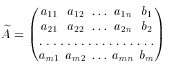 a11 a12 ... a1n b1
Ã = a21 a22 ... a2n b2
. . . . . . . . . . . . . . . . .
am1 am2 ... amn bm